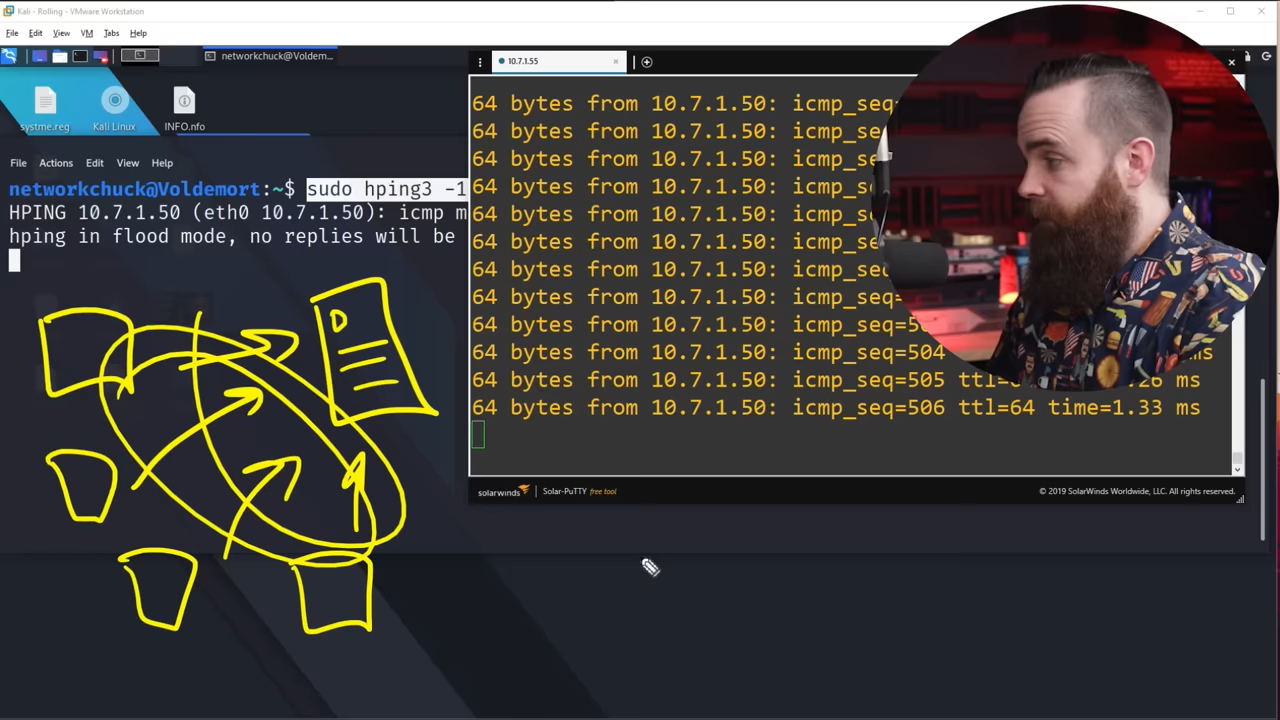 Kali - Rolling - VMware Workstation
File Edit View VM Tabs Help
networkchuck@Voldem...
10.7.1.55
systme.reg Kali Linux INFO.nfo
File Actions Edit View Help
networkchuck@Voldemort:~$ sudo hping3 -1
HPING 10.7.1.50 (eth0 10.7.1.50): icmp m
hping in flood mode, no replies will be
64 bytes from 10.7.1.50: icmp_seq=
64 bytes from 10.7.1.50: icmp_se
64 bytes from 10.7.1.50: icmp_se
64 bytes from 10.7.1.50: icmp_se
64 bytes from 10.7.1.50: icmp_se
64 bytes from 10.7.1.50: icmp_se
64 bytes from 10.7.1.50: icmp_se
64 bytes from 10.7.1.50: icmp_seq=
64 bytes from 10.7.1.50: icmp_seq=5
64 bytes from 10.7.1.50: icmp_seq=504 ms
64 bytes from 10.7.1.50: icmp_seq=505 ttl= 26 ms
64 bytes from 10.7.1.50: icmp_seq=506 ttl=64 time=1.33 ms
solarwinds Solar-PuTTY free tool © 2019 SolarWinds Worldwide, LLC. All rights reserved.